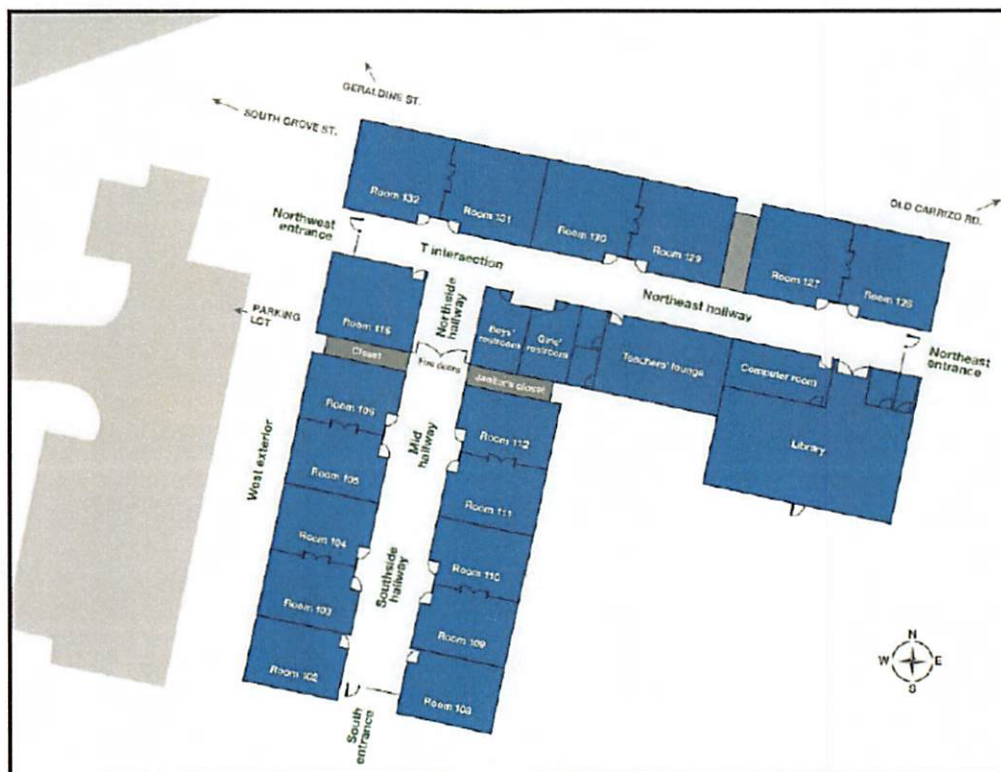 GERALDINE ST.
SOUTH GROVE ST.
OLD CARRIZO RD.
Room 132
Room 131
Room 130
Room 129
Room 127
Room 126
Northwest
entrance
T intersection
Northeast hallway
Northside
hallway
PARKING
LOT
Room 116
Boys'
restroom
Girls'
restroom
Teachers' lounge
Computer room
Northeast
entrance
Closet
Fire doors
Janitor's closet
Room 106
Mid
hallway
Room 112
Library
West exterior
Room 105
Room 111
Room 104
Southside
hallway
Room 110
Room 103
Room 109
Room 102
Room 108
South
entrance
N
W
E
S